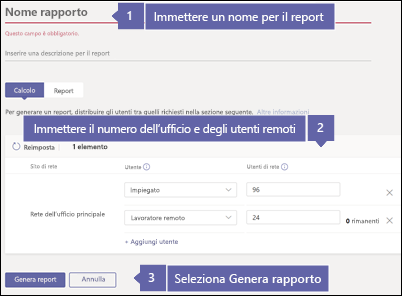 Nome rapporto
1 Immettere un nome per il report
Questo campo è obbligatorio.
Inserire una descrizione per il report
Calcolo Report
Per generare un report, distribuire gli utenti tra quelli richiesti nella sezione seguente. Altre informazioni
Immettere il numero dell'ufficio e degli utenti remoti 2
Reimposta 1 elemento
Sito di rete Utente Utenti di rete
Impiegato 96
Rete dell'ufficio principale Lavoratore remoto 24 0 rimanenti
+ Aggiungi utente
Genera report Annulla 3 Seleziona Genera rapporto